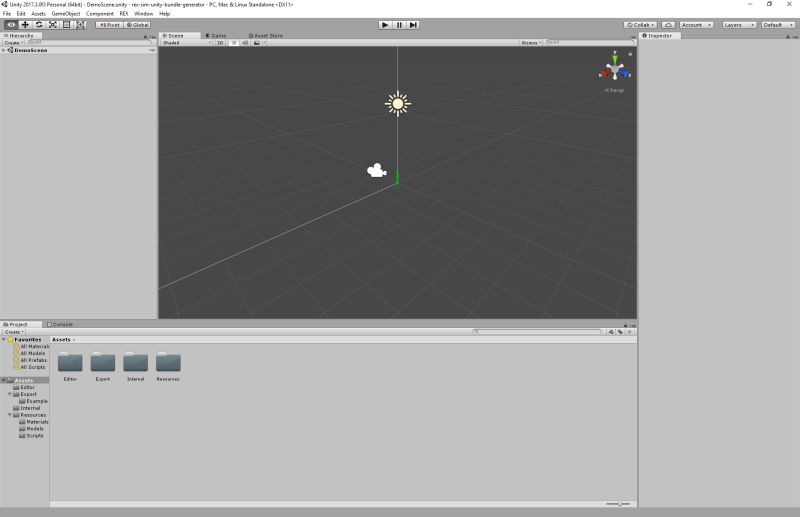 Unity 2017.3.0f3 Personal (64bit) - DemoScene.unity - rex-sim-unity-bundle-generator - PC, Mac & Linux Standalone <DX11>
File Edit Assets GameObject Component REX Window Help
Pivot Global Collab Account Layers Default
Hierarchy Scene Game Asset Store Inspector
Create All Shaded 2D Gizmos All
DemoScene
y
x z
Persp
Project Console
Create
Favorites Assets
All Material
All Models
All Prefabs
All Scripts
Editor Export Internal Resources
Assets
Editor
Export
Example
Internal
Resources
Materials
Models
Scripts